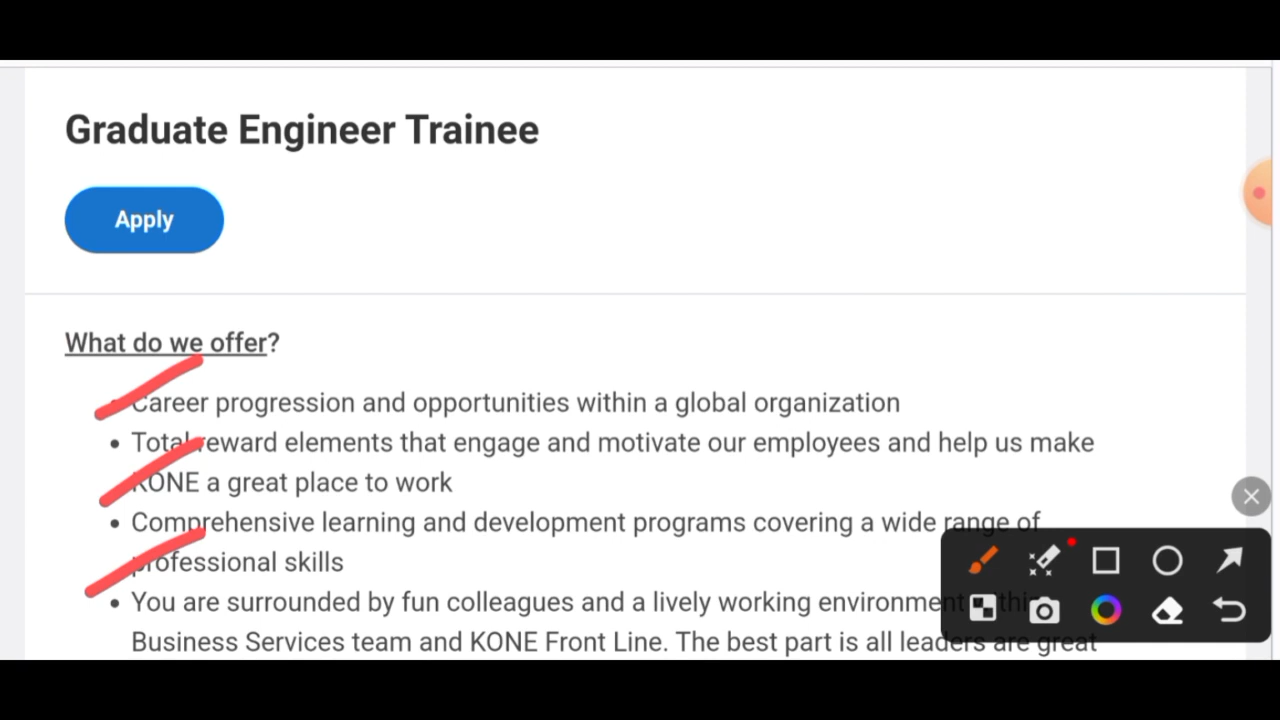 Graduate Engineer Trainee
Apply
What do we offer?
Career progression and opportunities within a global organization
Total reward elements that engage and motivate our employees and help us make
KONE a great place to work
Comprehensive learning and development programs covering a wide range of
professional skills
You are surrounded by fun colleagues and a lively working environment within
Business Services team and KONE Front Line. The best part is all leaders are great